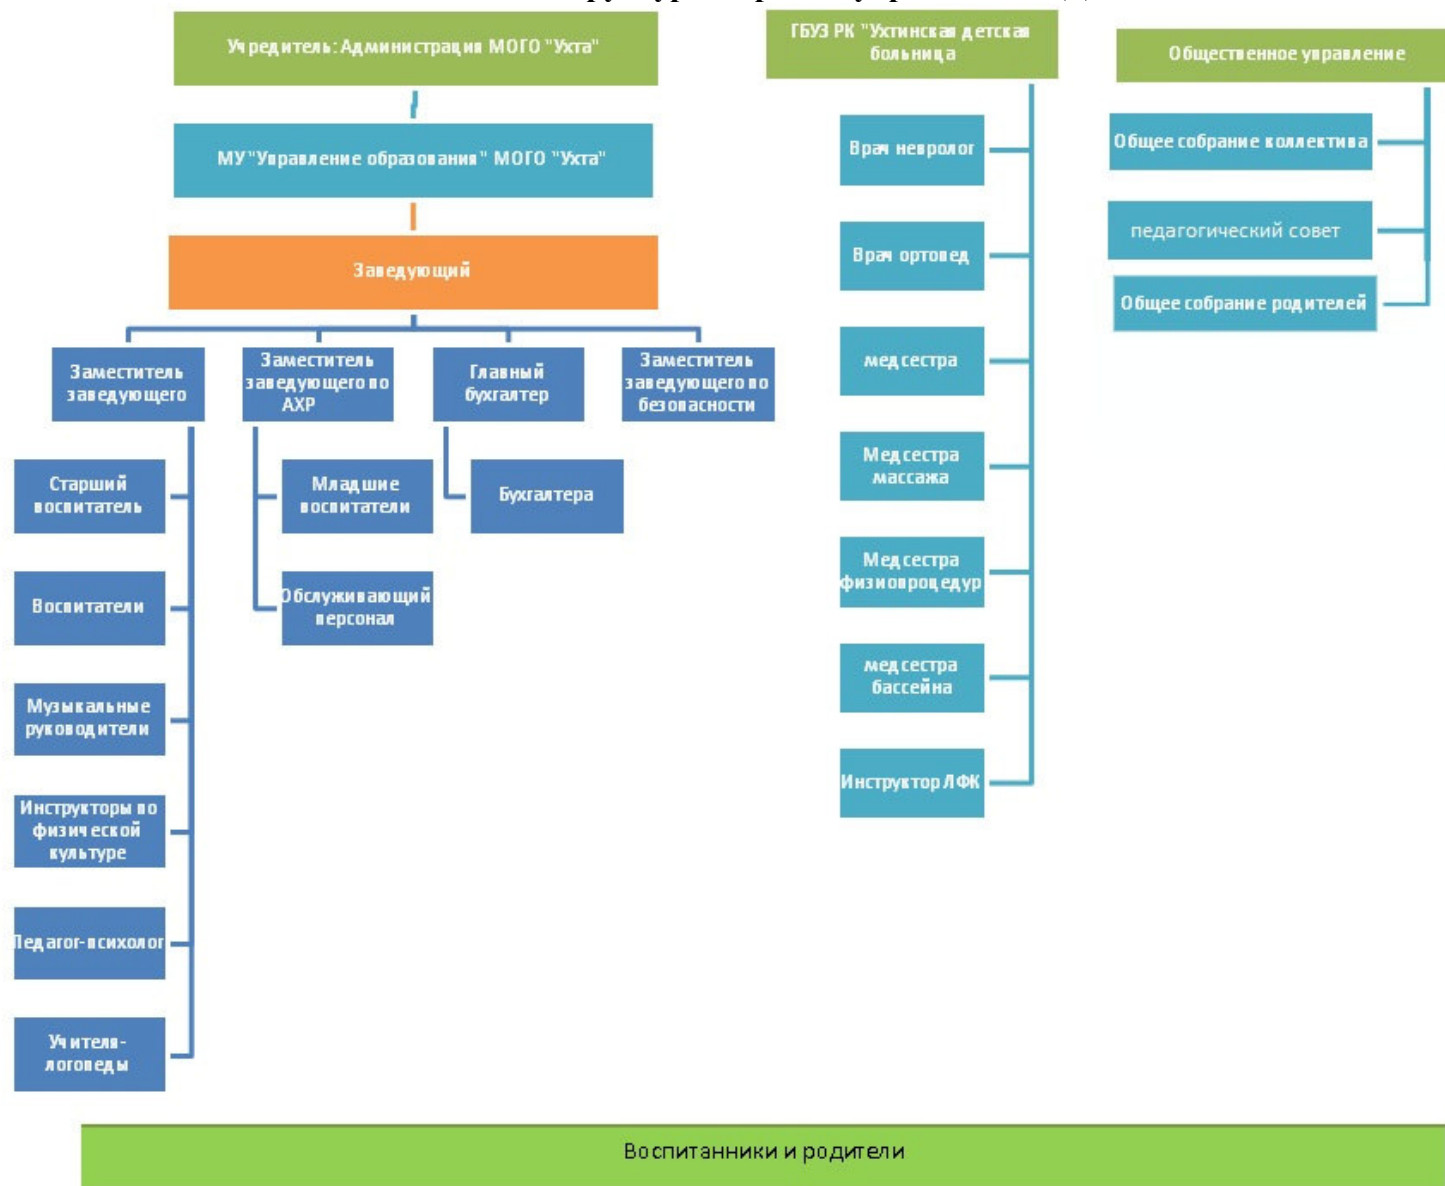 Учредитель: Администрация МОГО "Ухта"
МУ "Управление образования" МОГО "Ухта"
Заведующий
Заместитель
заведующего
Заместитель
заведующего по
АХР
Главный
бухгалтер
Заместитель
заведующего по
безопасности
Старший
воспитатель
Воспитатели
Музыкальные
руководители
Инструкторы по
физической
культуре
Педагог-психолог
Учителя-
логопеды
Младшие
воспитатели
Обслуживающий
персонал
Бухгалтера
ГБУЗ РК "Ухтинская детская
больница
Врач невролог
Врач ортопед
медсестра
Медсестра
массажа
Медсестра
физиопроцедур
медсестра
бассейна
Инструктор ЛФК
Общественное управление
Общее собрание коллектива
педагогический совет
Общее собрание родителей
Воспитанники и родители